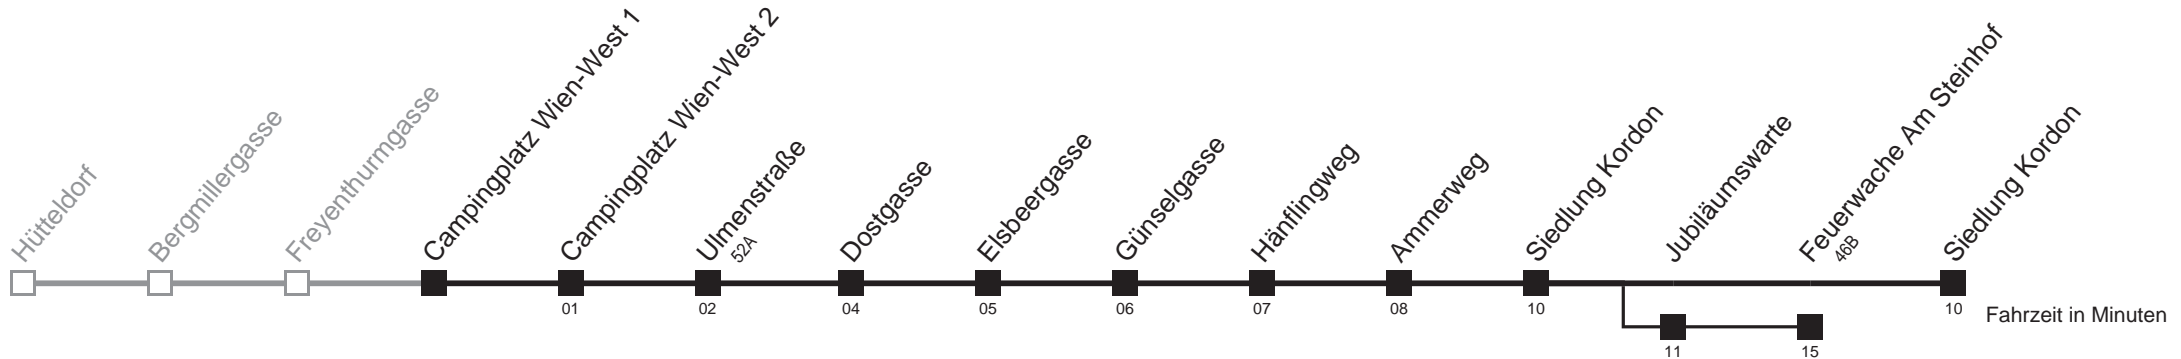 Hütteldorf
Bergmillergasse
Freyenthurmgasse
Campingplatz Wien-West 1
Campingplatz Wien-West 2
Ulmenstraße
52A
Dostgasse
Elsbeergasse
Günselgasse
Hänflingweg
Ammerweg
Siedlung Kordon
Jubiläumswarte
Feuerwache Am Steinhof
46B
Siedlung Kordon
01
02
04
05
06
07
08
10
10
Fahrzeit in Minuten
11
15